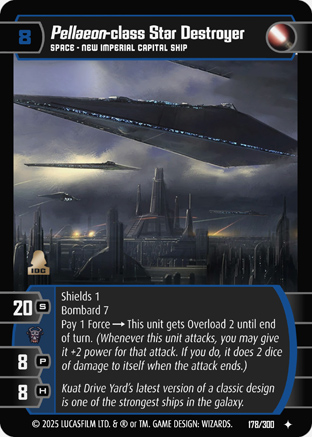 8
Pellaeon-class Star Destroyer
SPACE - NEW IMPERIAL CAPITAL SHIP
IDC
20 S
8 P
8 H
Shields 1
Bombard 7
Pay 1 Force → This unit gets Overload 2 until end
of turn. (Whenever this unit attacks, you may give
it +2 power for that attack. If you do, it does 2 dice
of damage to itself when the attack ends.)
Kuat Drive Yard's latest version of a classic design
is one of the strongest ships in the galaxy.
© 2025 LUCASFILM LTD. & ® or TM. GAME DESIGN: WIZARDS. 178/300